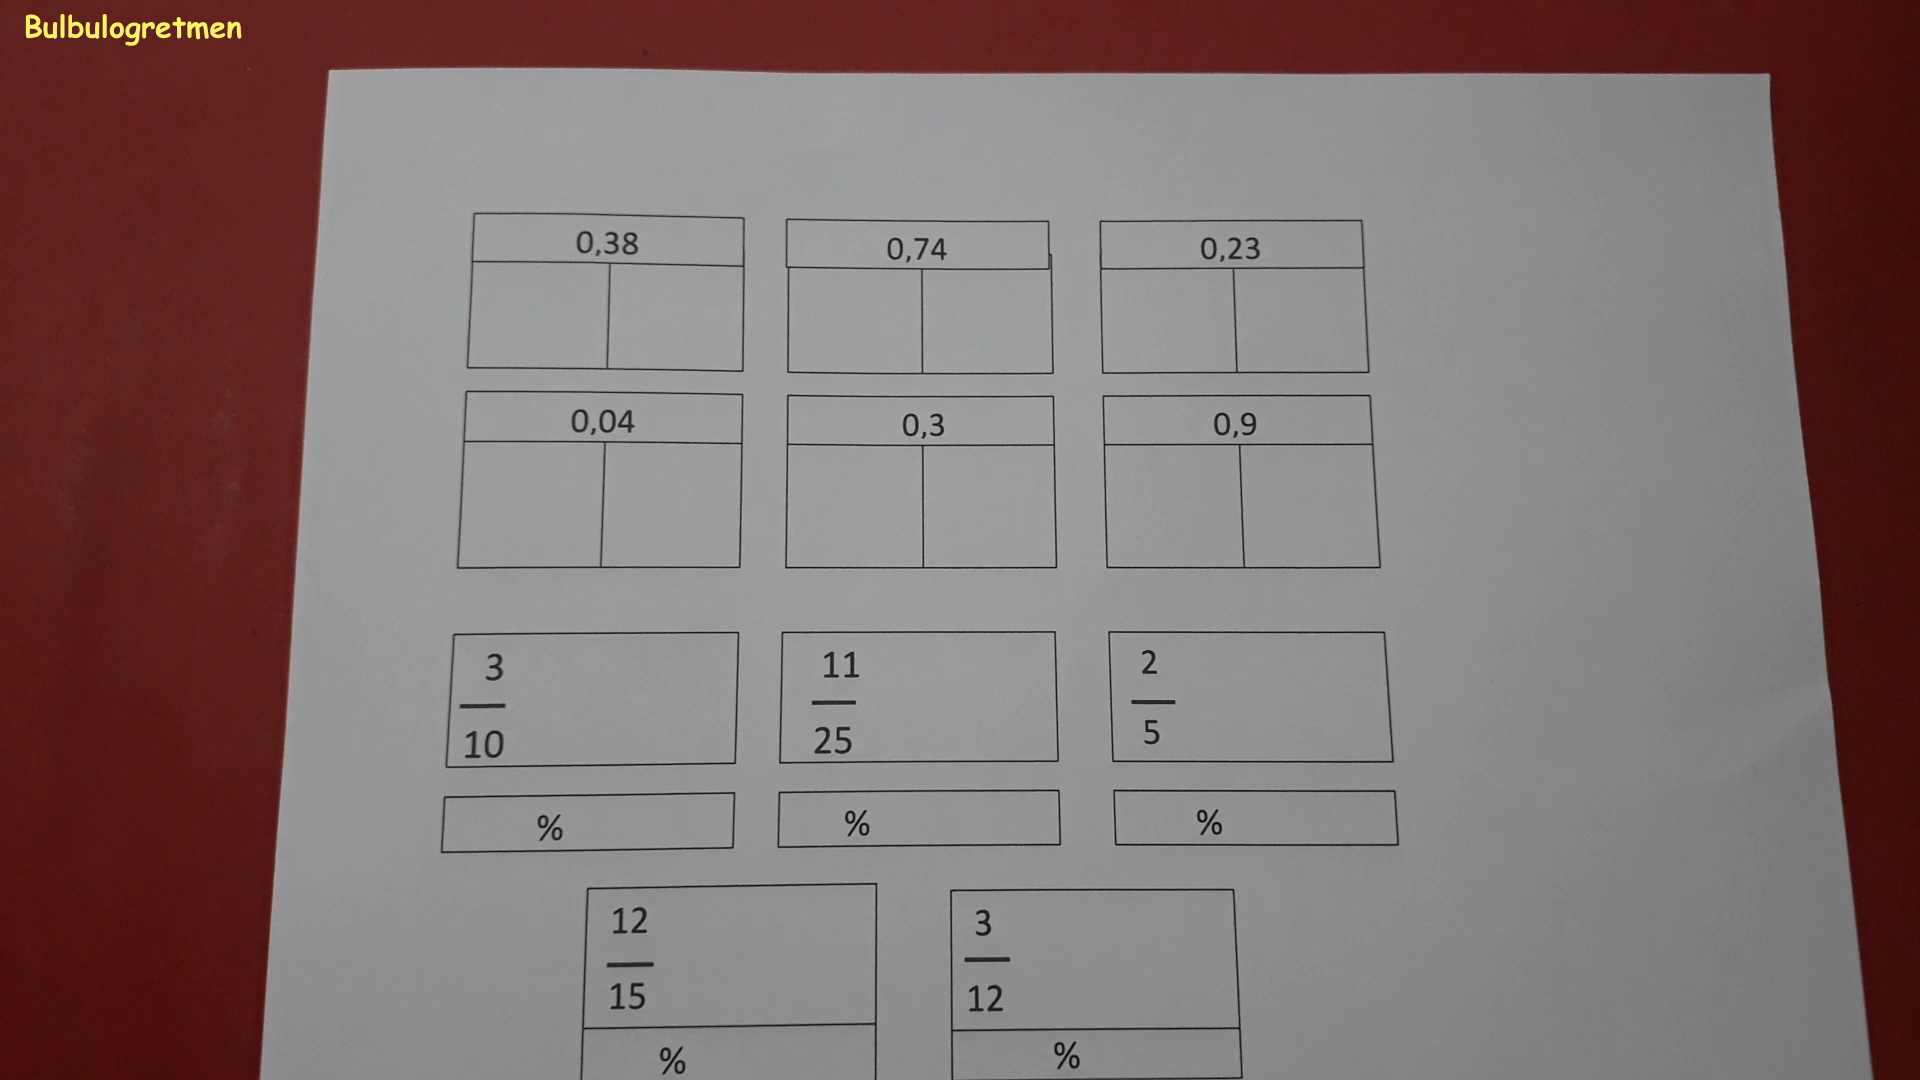 Bulbulogretmen
0,38 0,74 0,23
0,04 0,3 0,9
3 11 2
10 25 5
% % %
12 3
15 12
% %